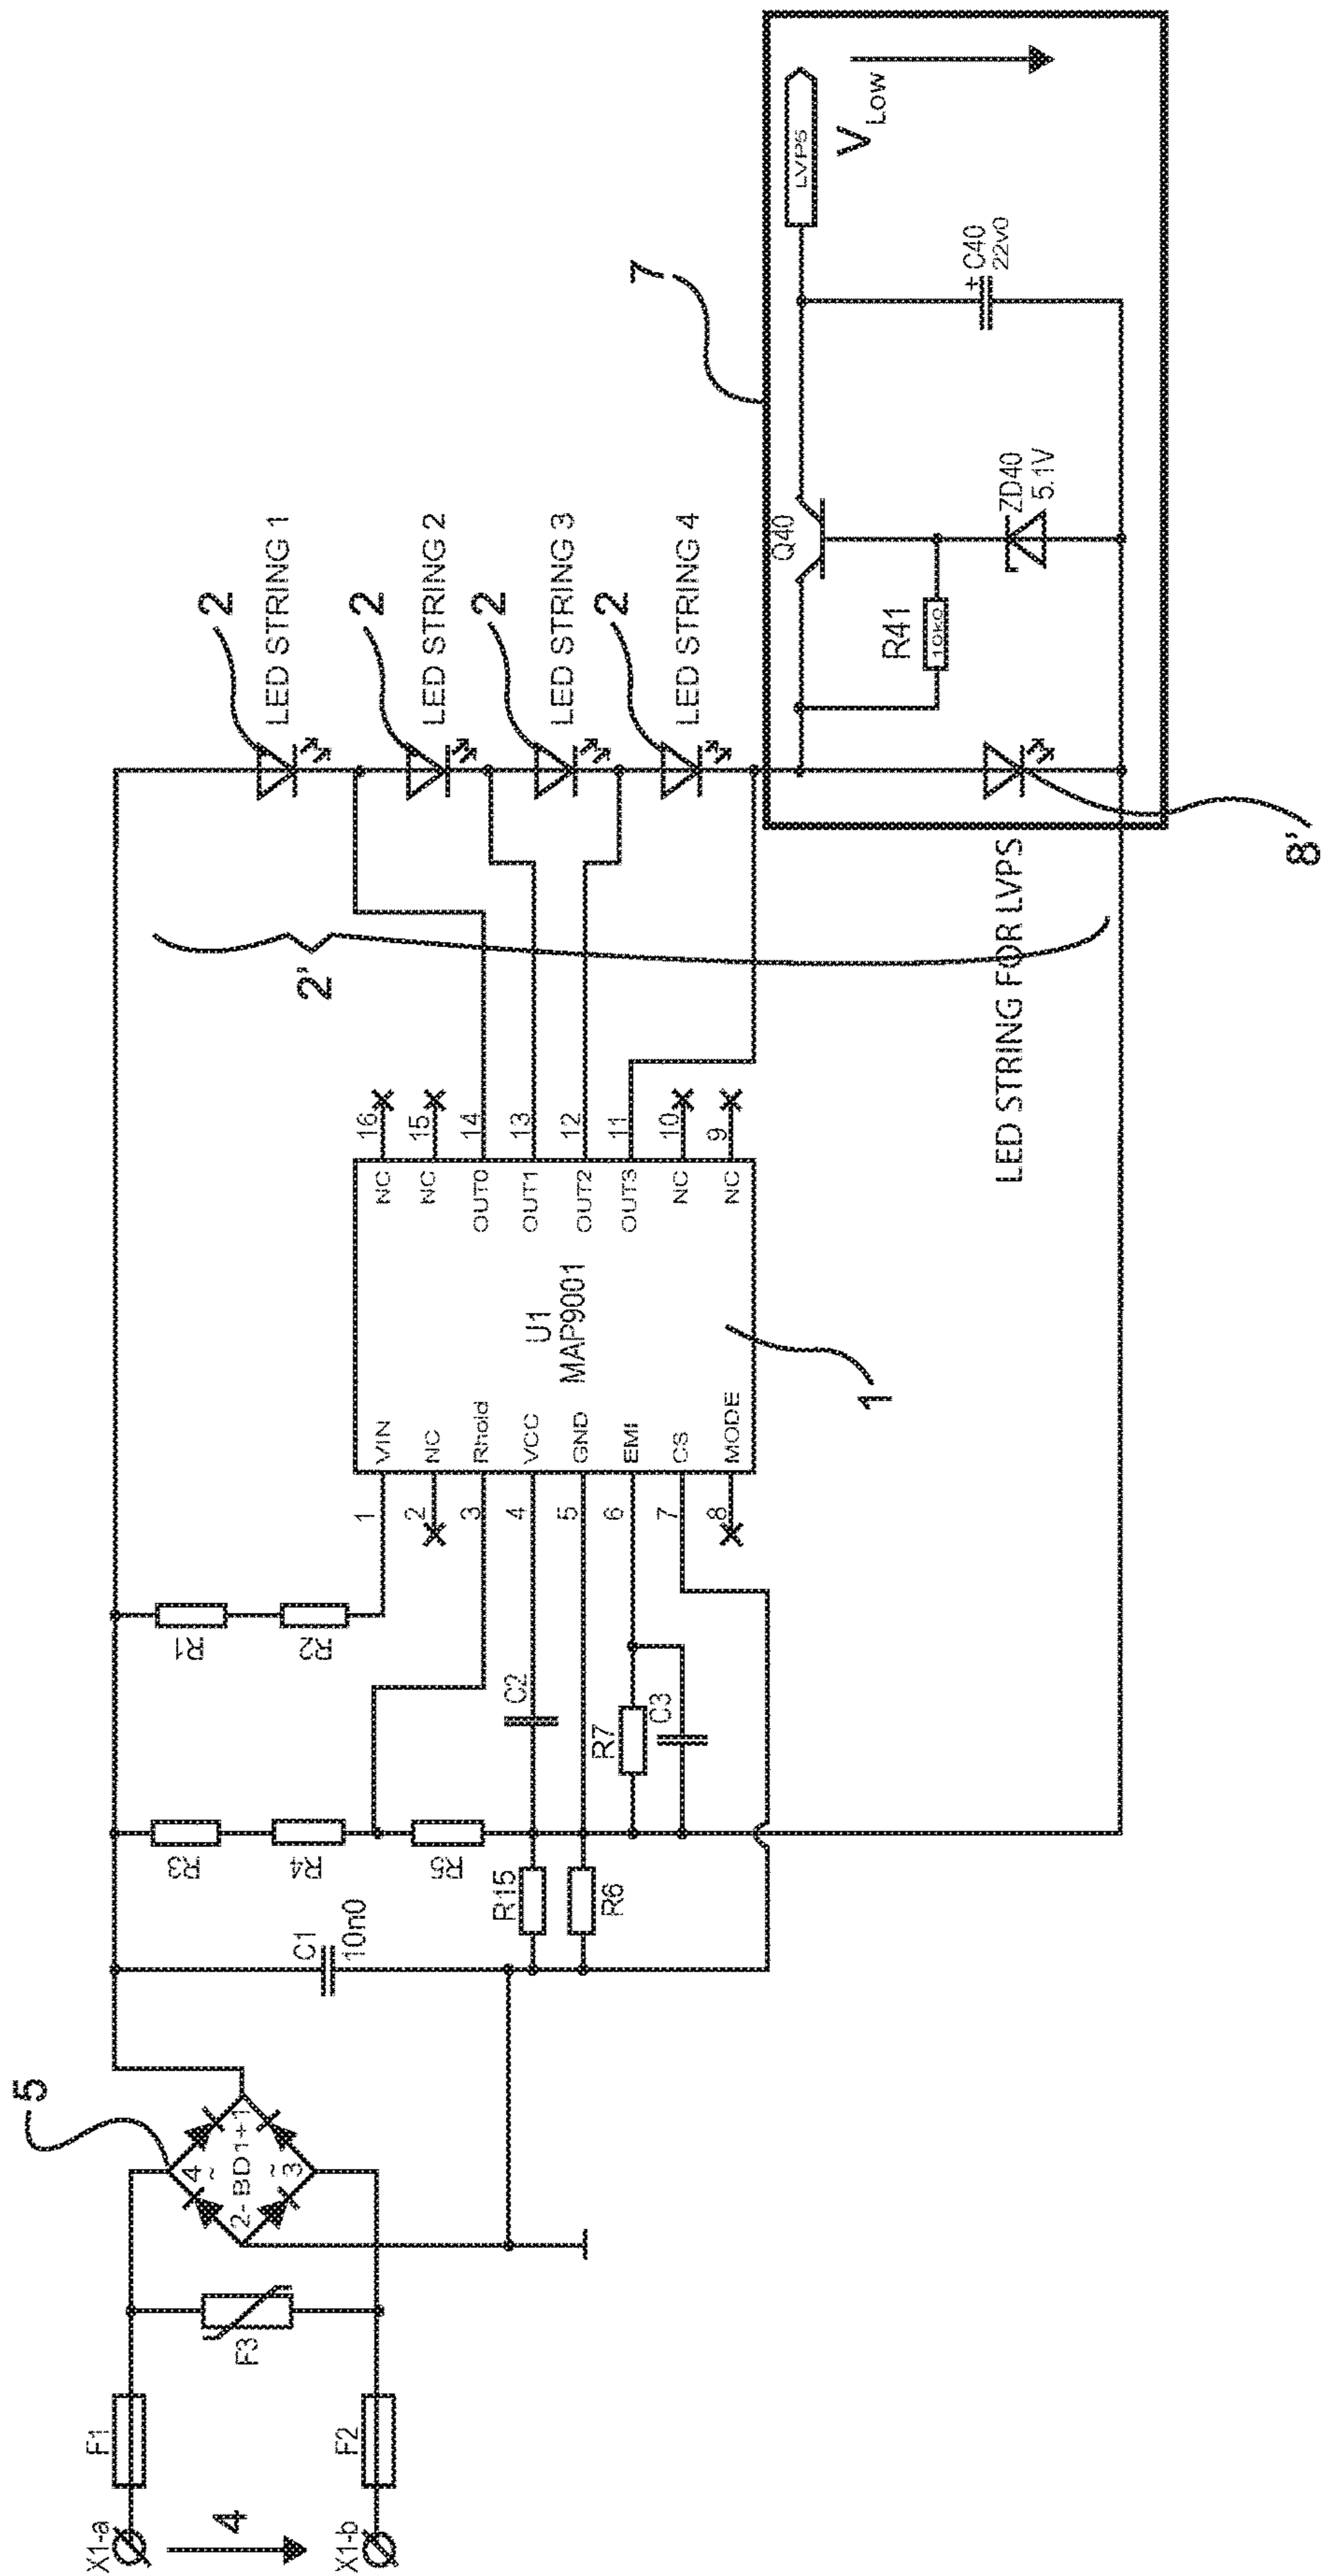 X1-a
4
X1-b
F1
F2
F3
5
4
~
2- BD1+1
~
3
C1
10n0
R3
R4
R5
R15
R6
R1
R2
C2
R7
C3
1
2
3
4
5
6
7
8
VIN
NC
Rhold
VCC
GND
EMI
CS
MODE
U1
MAP9001
1
NC
NC
OUT0
OUT1
OUT2
OUT3
NC
NC
16
15
14
13
12
11
10
9
2'
2
LED STRING 1
2
LED STRING 2
2
LED STRING 3
2
LED STRING 4
LED STRING FOR LVPS
8'
7
R41
10k0
Q40
ZD40
5.1V
+
C40
22v0
LVP5
VLow